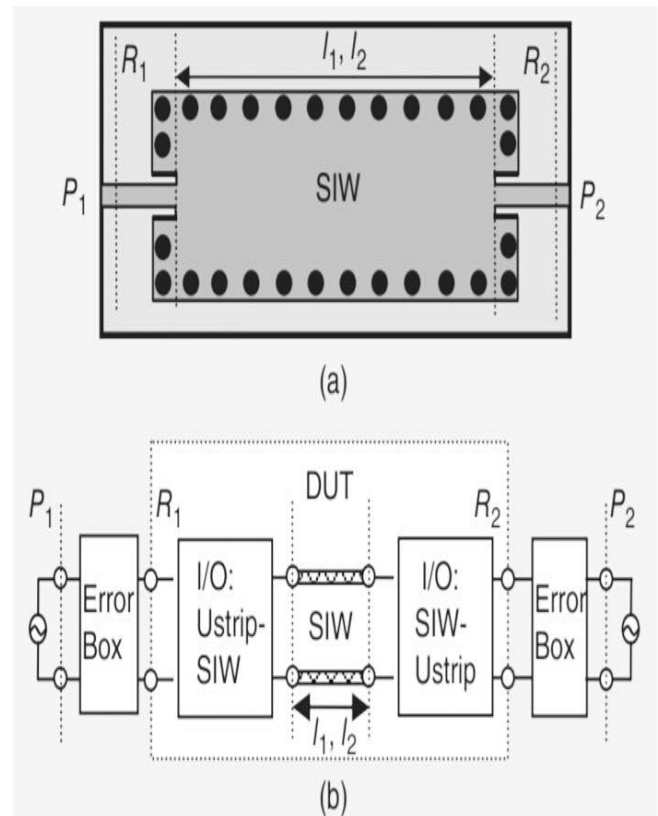 l₁, l₂
R₁
R₂
P₁
SIW
P₂
(a)
DUT
P₁
R₁
R₂
P₂
Error
Box
I/O:
Ustrip-
SIW
SIW
I/O:
SIW-
Ustrip
Error
Box
l₁, l₂
(b)